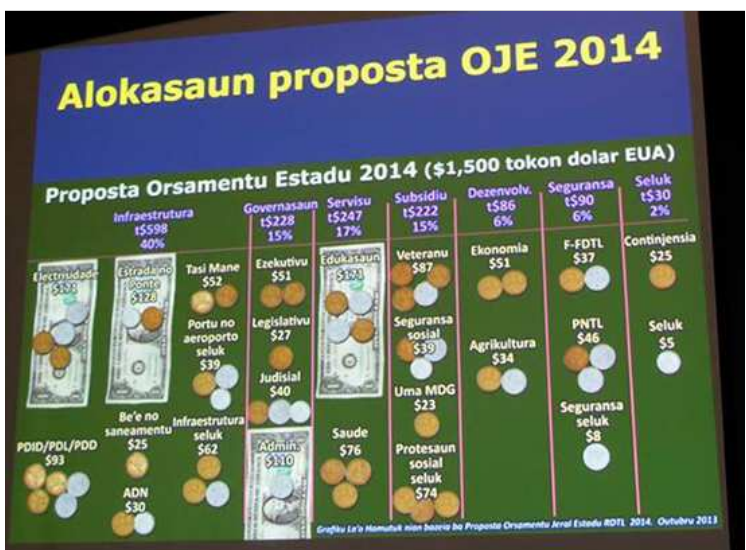 Alokasaun proposta OJE 2014
Proposta Orsamentu Estadu 2014 ($1,500 tokon dolar EUA)
Infraestrutura
t$598
40%
Electrisidade
$171
Estrada no
Ponte
$128
Tasi Mane
$52
Portu no
aeroporto
seluk
$39
PDID/PDL/PDD
$93
Be'e no
saneamentu
$25
ADN
$30
Infraestrutura
seluk
$62
Governasaun
t$228
15%
Ezekutivu
$51
Legislativu
$27
Judisial
$40
Admin.
$110
Servisu
t$247
17%
Edukasaun
$171
Saude
$76
Subsidiu
t$222
15%
Veteranu
$87
Seguransa
sosial
$39
Uma MDG
$23
Protesaun
sosial
seluk
$74
Dezenvolv.
t$86
6%
Ekonomia
$51
Agrikultura
$34
Seguransa
t$90
6%
F-FDTL
$37
PNTL
$46
Seguransa
seluk
$8
Seluk
t$30
2%
Continjensia
$25
Seluk
$5
Grafiku La'o Hamutuk nian bazeia ba Proposta Orsamentu Jeral Estadu RDTL 2014. Outubru 2013